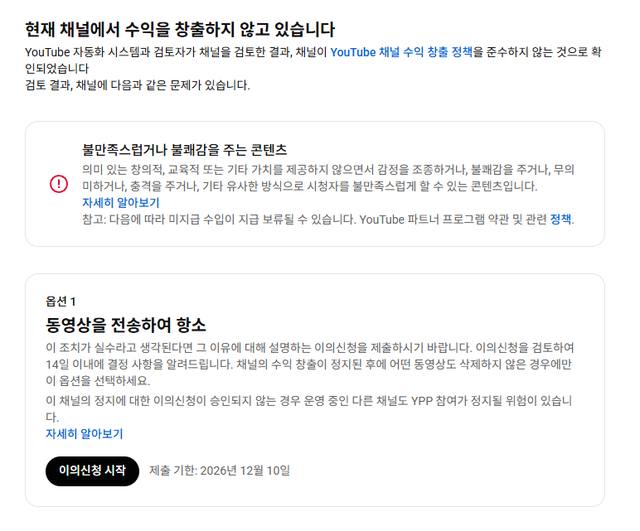 현재 채널에서 수익을 창출하지 않고 있습니다
YouTube 자동화 시스템과 검토자가 채널을 검토한 결과, 채널이 YouTube 채널 수익 창출 정책을 준수하지 않는 것으로 확
인되었습니다
검토 결과, 채널에 다음과 같은 문제가 있습니다.
불만족스럽거나 불쾌감을 주는 콘텐츠
의미 있는 창의적, 교육적 또는 기타 가치를 제공하지 않으면서 감정을 조종하거나, 불쾌감을 주거나, 무의
미하거나, 충격을 주거나, 기타 유사한 방식으로 시청자를 불만족스럽게 할 수 있는 콘텐츠입니다.
자세히 알아보기
참고: 다음에 따라 미지급 수입이 지급 보류될 수 있습니다. YouTube 파트너 프로그램 약관 및 관련 정책.
옵션 1
동영상을 전송하여 항소
이 조치가 실수라고 생각된다면 그 이유에 대해 설명하는 이의신청을 제출하시기 바랍니다. 이의신청을 검토하여
14일 이내에 결정 사항을 알려드립니다. 채널의 수익 창출이 정지된 후에 어떤 동영상도 삭제하지 않은 경우에만
이 옵션을 선택하세요.
이 채널의 정지에 대한 이의신청이 승인되지 않는 경우 운영 중인 다른 채널도 YPP 참여가 정지될 위험이 있습니
다.
자세히 알아보기
이의신청 시작 제출 기한: 2026년 12월 10일